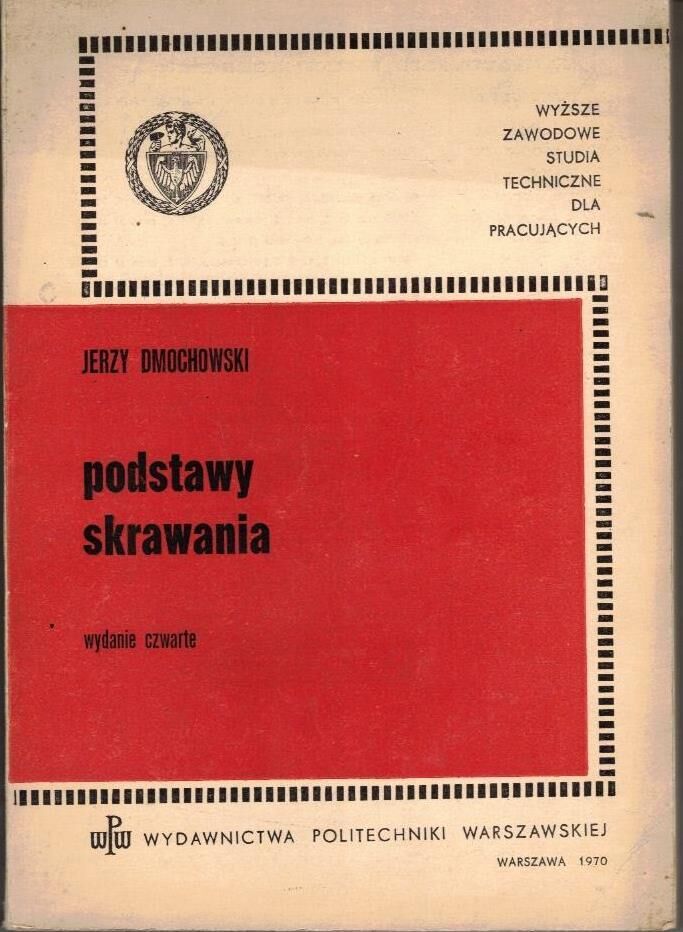 WYŻSZE
ZAWODOWE
STUDIA
TECHNICZNE
DLA
PRACUJĄCYCH
JERZY DMOCHOWSKI
podstawy
skrawania
wydanie czwarte
WPW WYDAWNICTWA POLITECHNIKI WARSZAWSKIEJ
WARSZAWA 1970